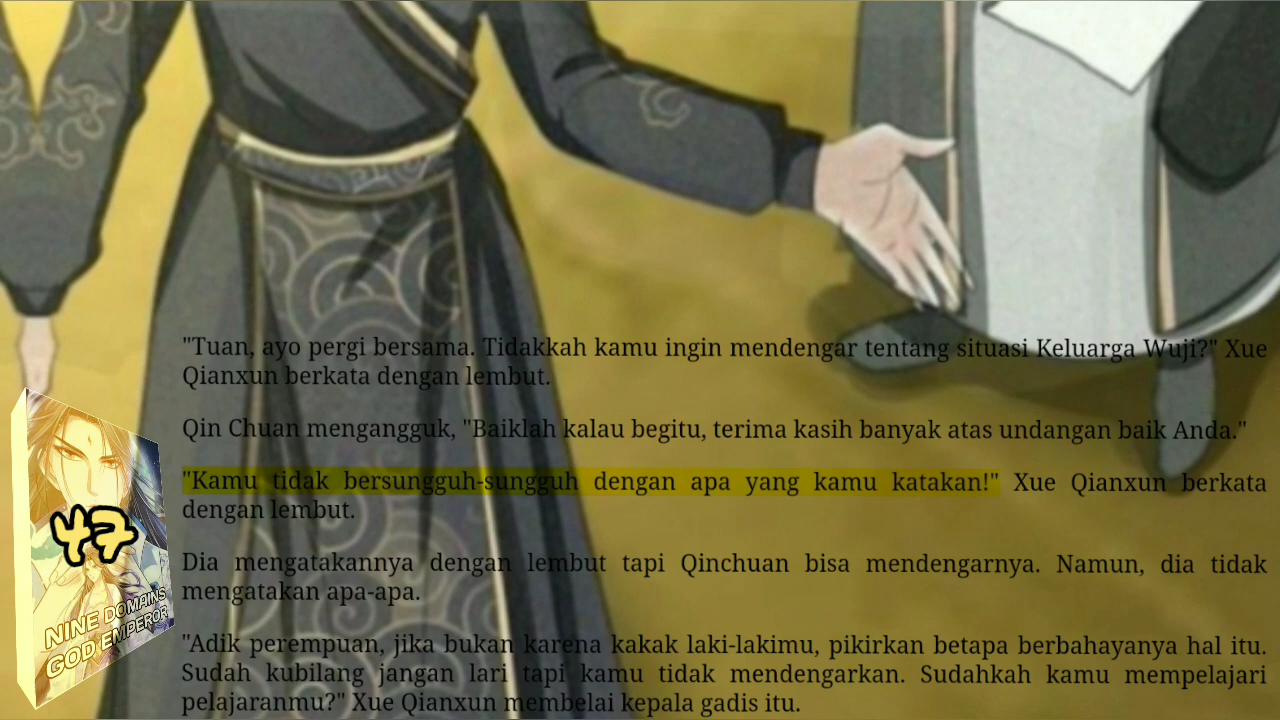 "Tuan, ayo pergi bersama. Tidakkah kamu ingin mendengar tentang situasi Keluarga Wuji?" Xue
Qianxun berkata dengan lembut.
Qin Chuan mengangguk, "Baiklah kalau begitu, terima kasih banyak atas undangan baik Anda."
"Kamu tidak bersungguh-sungguh dengan apa yang kamu katakan!" Xue Qianxun berkata
dengan lembut.
Dia mengatakannya dengan lembut tapi Qinchuan bisa mendengarnya. Namun, dia tidak
mengatakan apa-apa.
"Adik perempuan, jika bukan karena kakak laki-lakimu, pikirkan betapa berbahayanya hal itu.
Sudah kubilang jangan lari tapi kamu tidak mendengarkan. Sudahkah kamu mempelajari
pelajaranmu?" Xue Qianxun membelai kepala gadis itu.
47
NINE DOMAINS
GOD EMPEROR